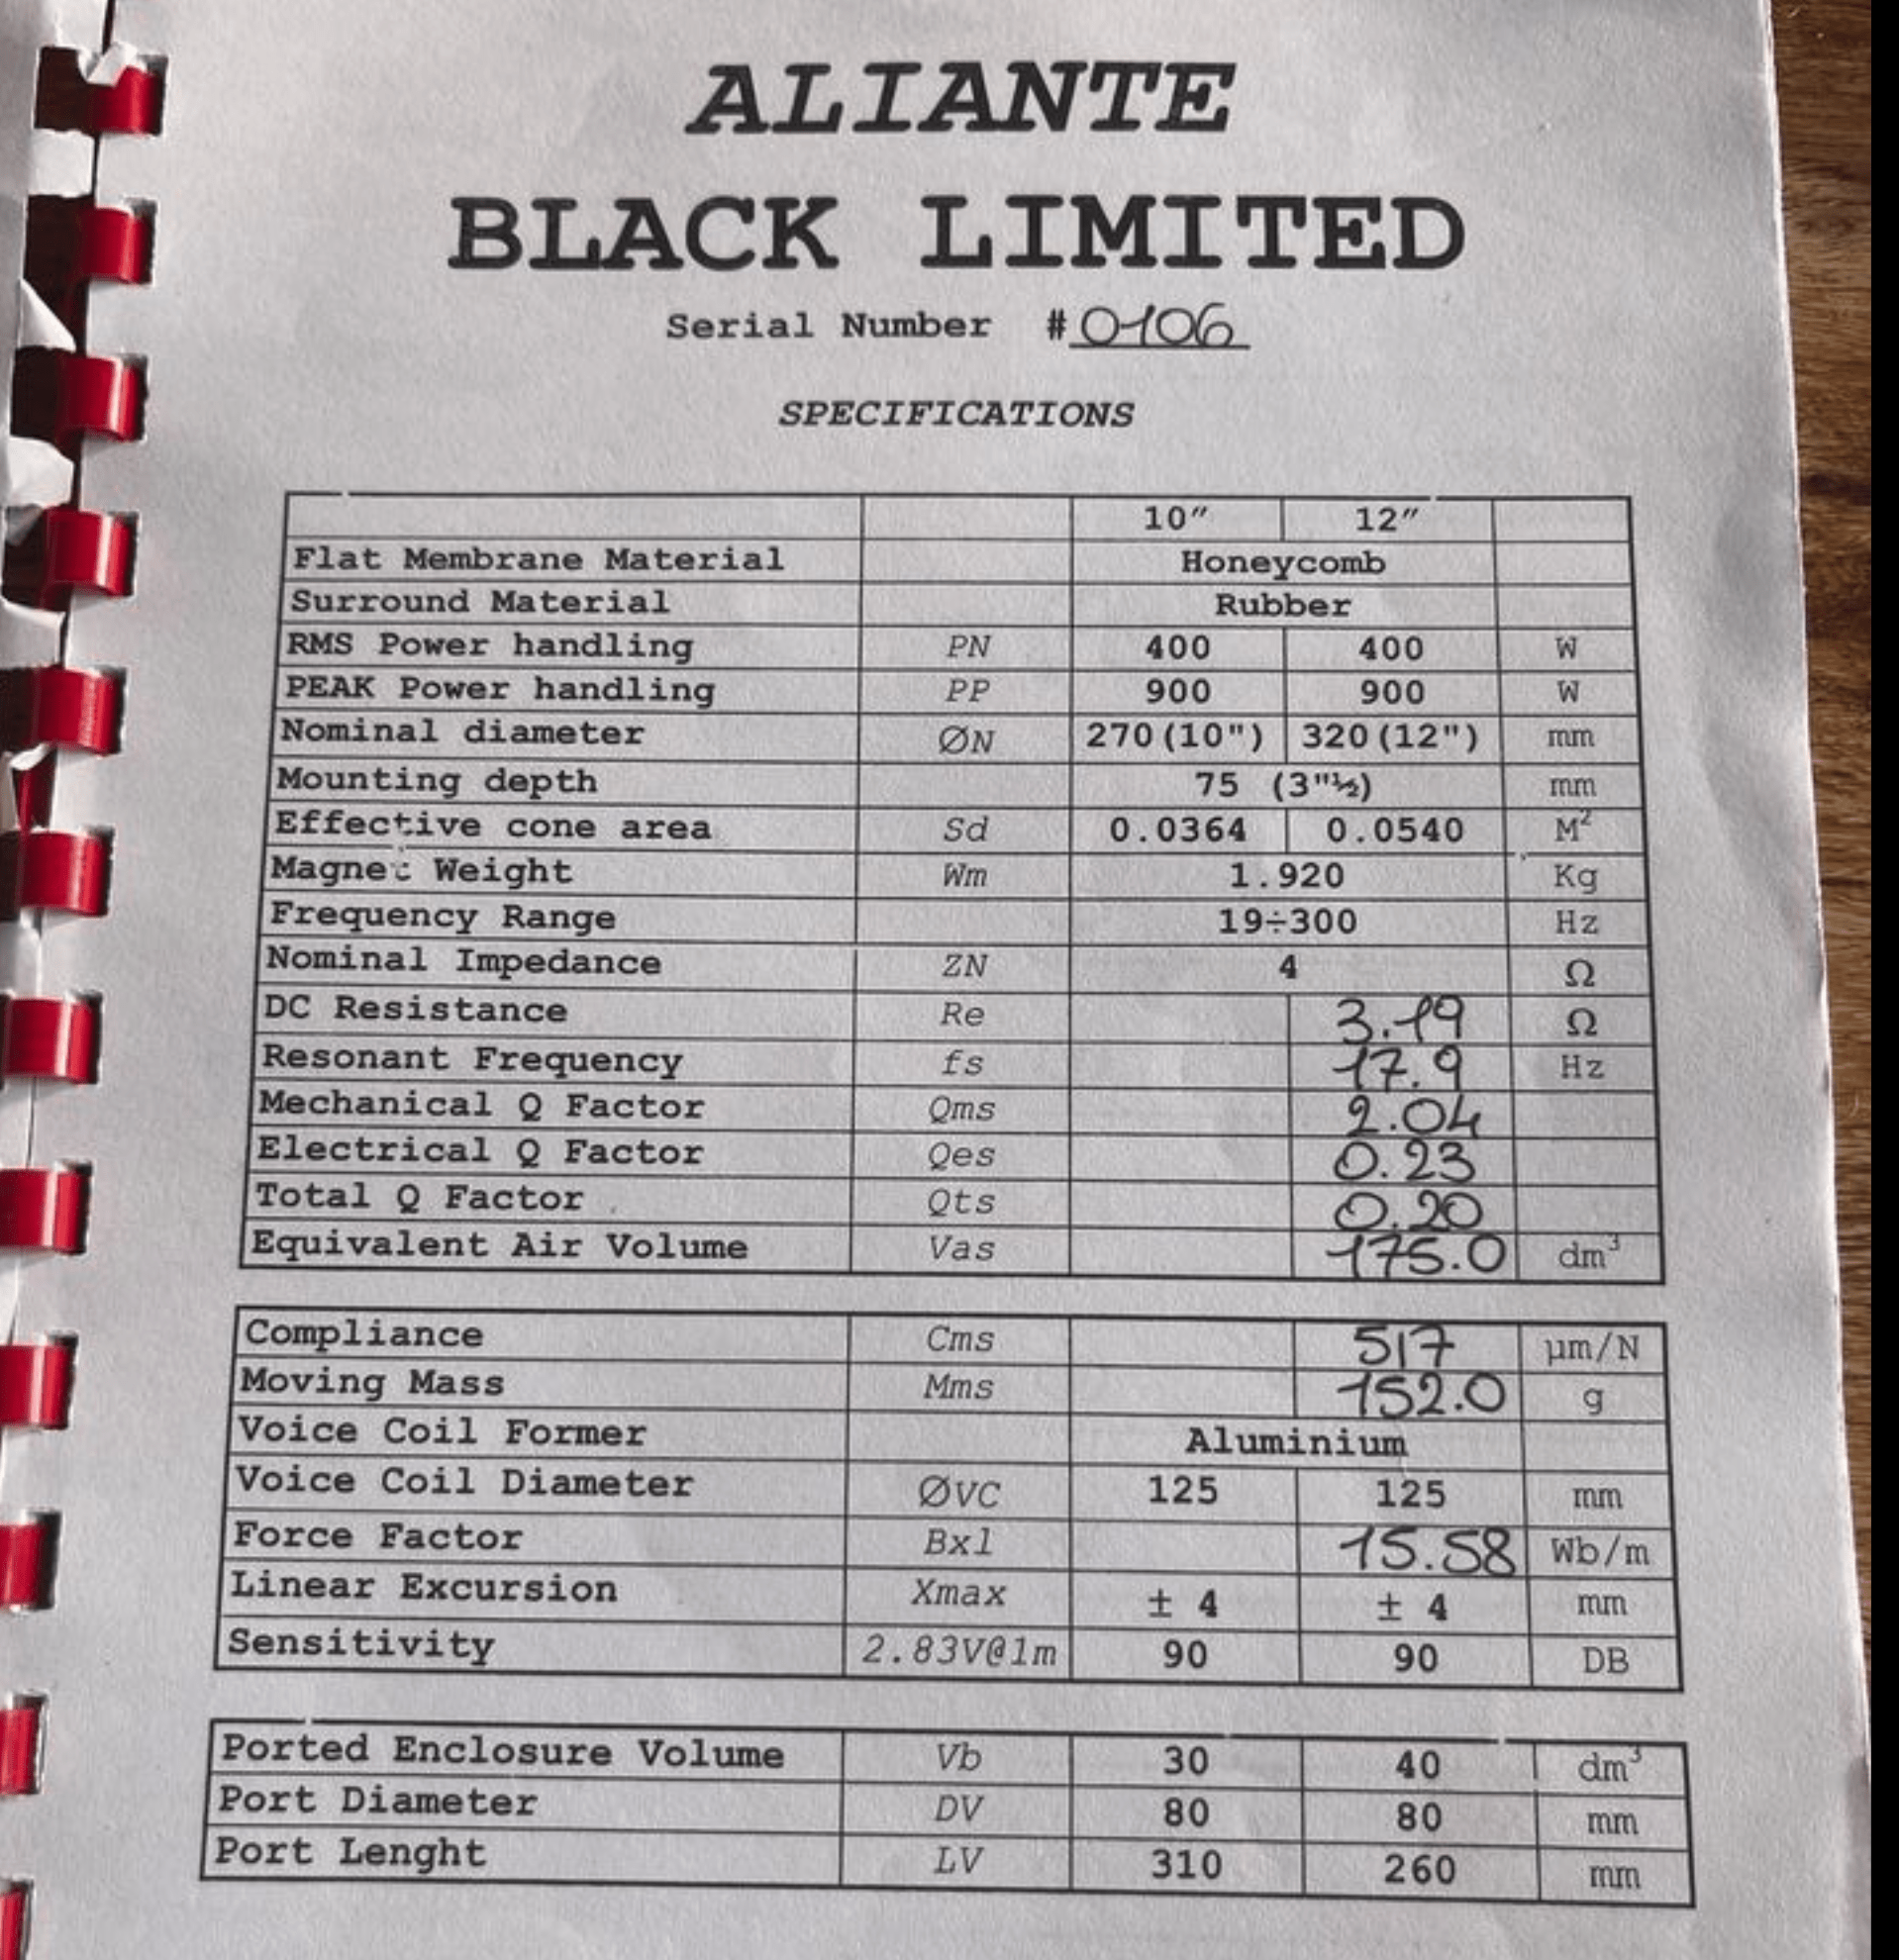 ALIANTE
BLACK LIMITED
Serial Number #0106
SPECIFICATIONS
10" 12"
Flat Membrane Material Honeycomb
Surround Material Rubber
RMS Power handling PN 400 400 W
PEAK Power handling PP 900 900 W
Nominal diameter ØN 270(10") 320(12") mm
Mounting depth 75 (3"½) mm
Effective cone area Sd 0.0364 0.0540 M²
Magnet Weight Wm 1.920 Kg
Frequency Range 19÷300 Hz
Nominal Impedance ZN 4 Ω
DC Resistance Re 3.19 Ω
Resonant Frequency fs 17.9 Hz
Mechanical Q Factor Qms 2.04
Electrical Q Factor Qes 0.23
Total Q Factor Qts 0.20
Equivalent Air Volume Vas 175.0 dm³
Compliance Cms 517 µm/N
Moving Mass Mms 152.0 g
Voice Coil Former Aluminium
Voice Coil Diameter ØVC 125 125 mm
Force Factor Bxl 15.58 Wb/m
Linear Excursion Xmax ± 4 ± 4 mm
Sensitivity 2.83V@1m 90 90 DB
Ported Enclosure Volume Vb 30 40 dm³
Port Diameter DV 80 80 mm
Port Lenght LV 310 260 mm